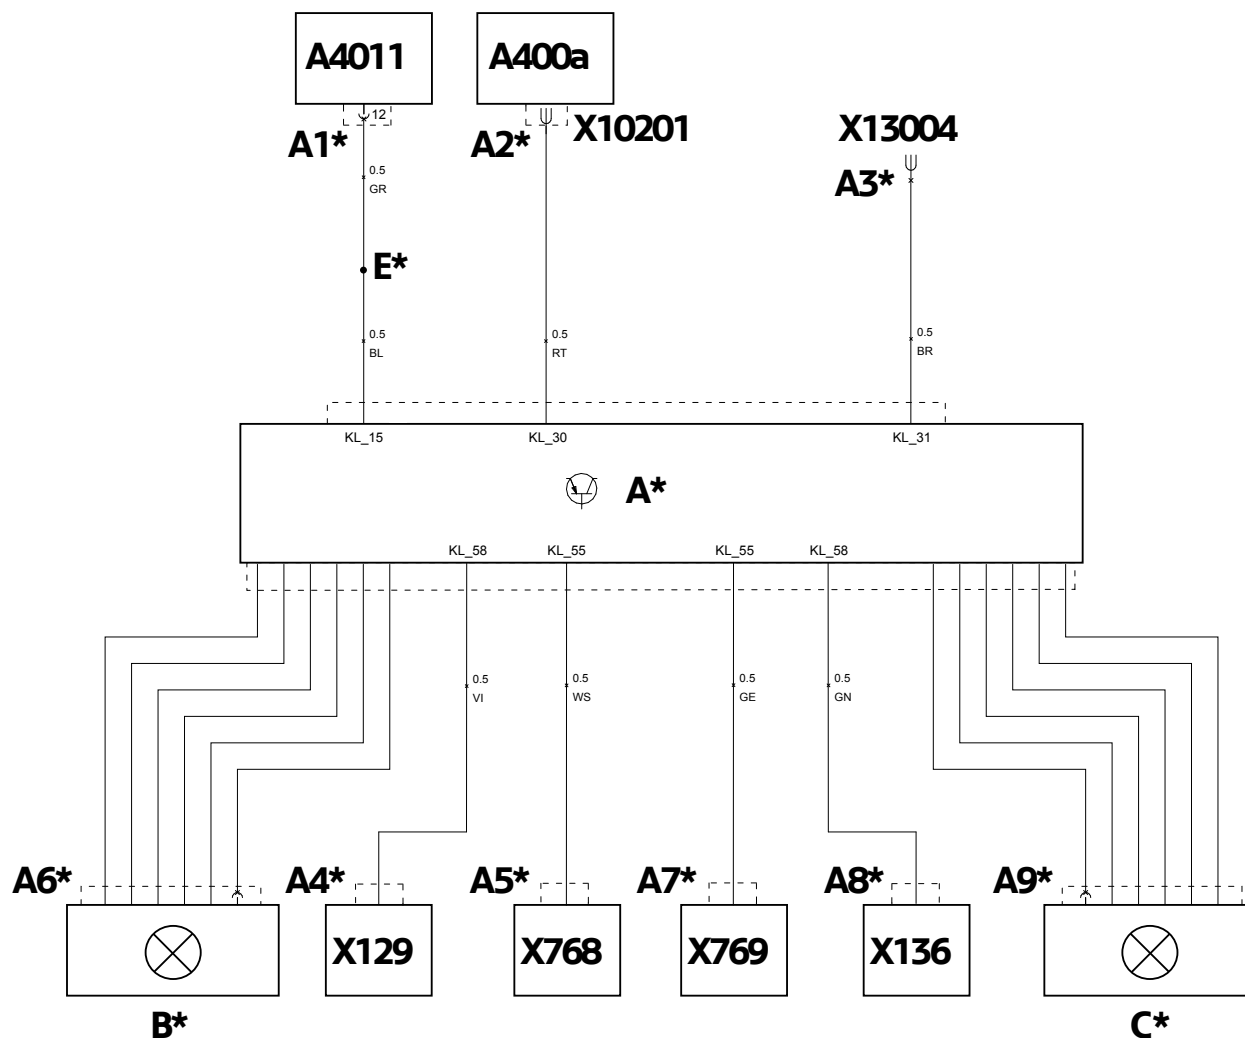 A4011
A400a
12
A1*
A2*
X10201
X13004
A3*
0.5
GR
E*
0.5
BL
0.5
RT
0.5
BR
KL_15
KL_30
KL_31
A*
KL_58
KL_55
KL_55
KL_58
0.5
VI
0.5
WS
0.5
GE
0.5
GN
A6*
A4*
A5*
A7*
A8*
A9*
X129
X768
X769
X136
B*
C*